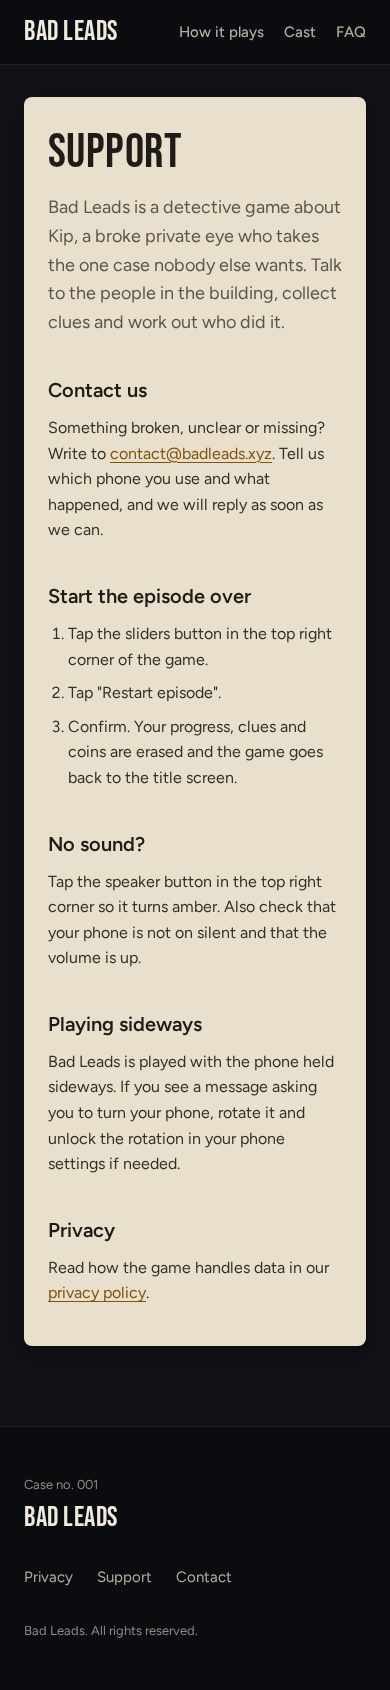 BAD LEADS
How it plays
Cast
FAQ
SUPPORT
Bad Leads is a detective game about
Kip, a broke private eye who takes
the one case nobody else wants. Talk
to the people in the building, collect
clues and work out who did it.
Contact us
Something broken, unclear or missing?
Write to contact@badleads.xyz. Tell us
which phone you use and what
happened, and we will reply as soon as
we can.
Start the episode over
1. Tap the sliders button in the top right
corner of the game.
2. Tap "Restart episode".
3. Confirm. Your progress, clues and
coins are erased and the game goes
back to the title screen.
No sound?
Tap the speaker button in the top right
corner so it turns amber. Also check that
your phone is not on silent and that the
volume is up.
Playing sideways
Bad Leads is played with the phone held
sideways. If you see a message asking
you to turn your phone, rotate it and
unlock the rotation in your phone
settings if needed.
Privacy
Read how the game handles data in our
privacy policy.
Case no. 001
BAD LEADS
Privacy
Support
Contact
Bad Leads. All rights reserved.